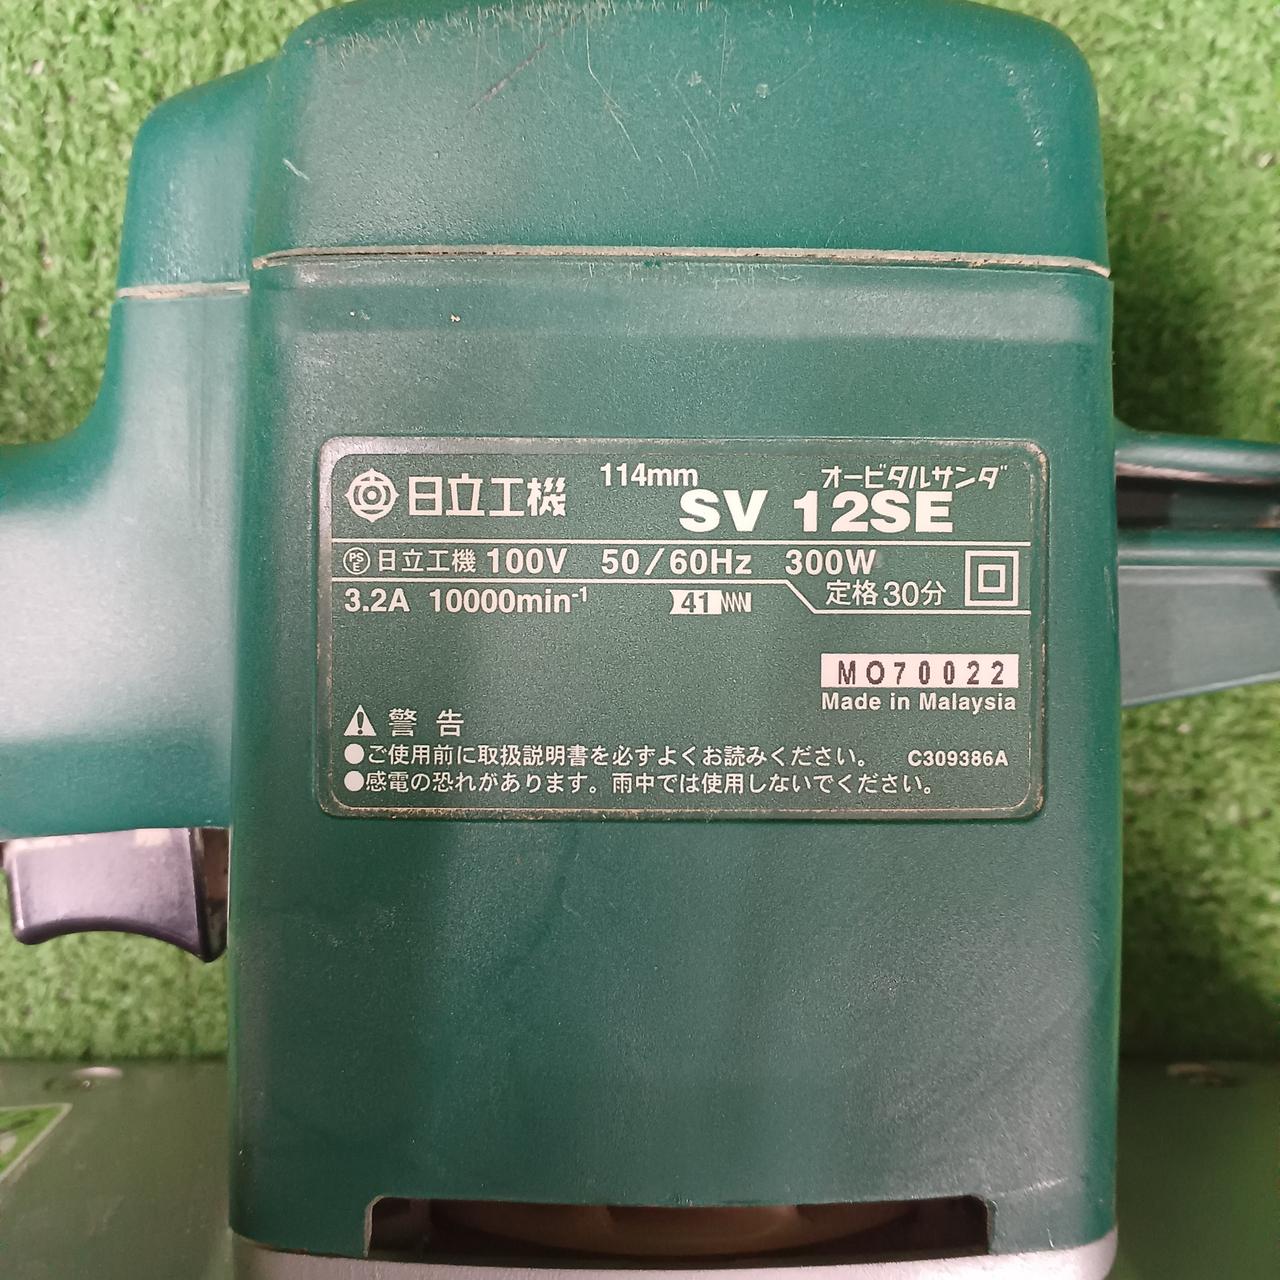 日立工機 114mm オービタルサンダ
SV 12SE
PSE 日立工機 100V 50/60Hz 300W
3.2A 10000min-1 41 定格30分
MO70022
Made in Malaysia
警告
●ご使用前に取扱説明書を必ずよくお読みください。 C309386A
●感電の恐れがあります。雨中では使用しないでください。